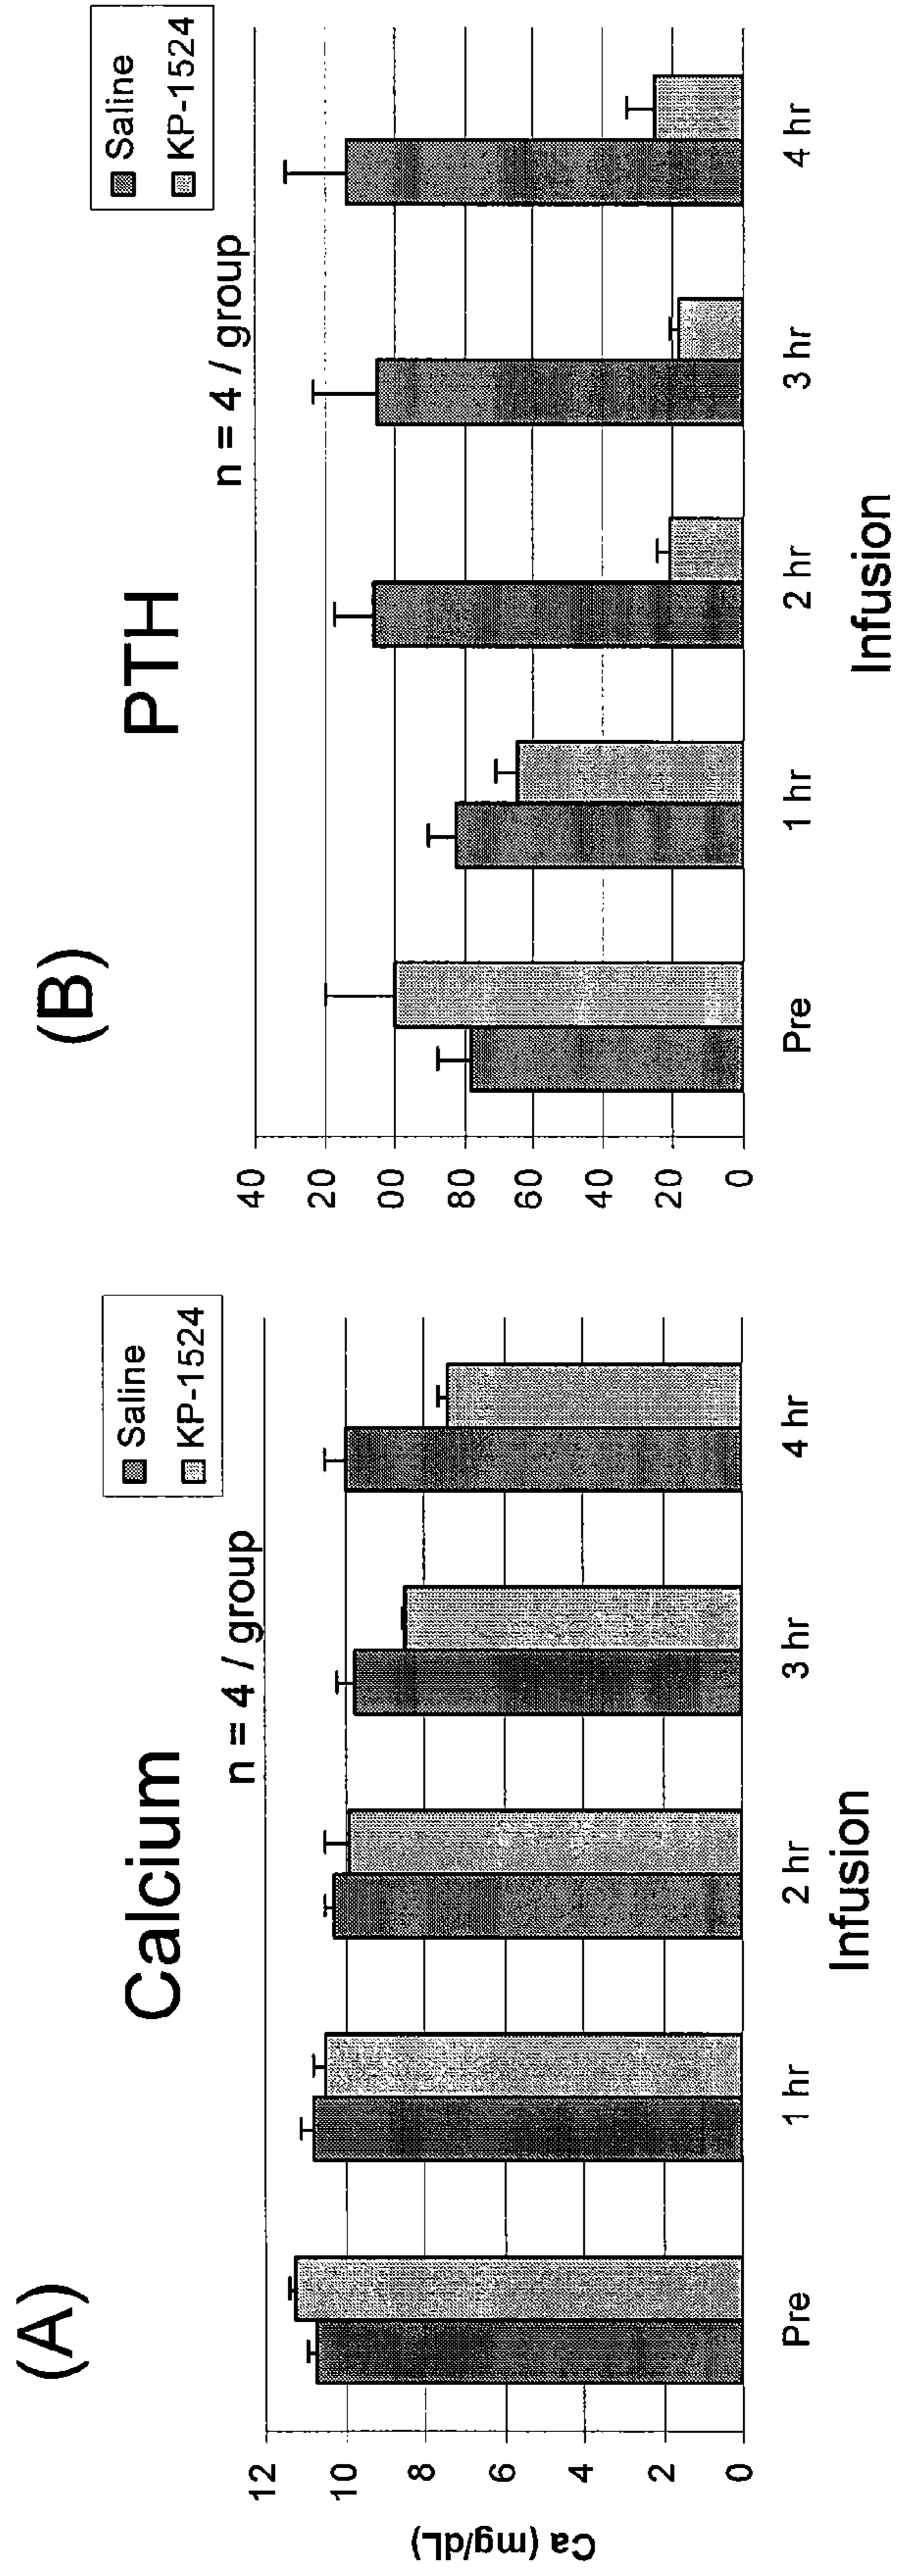 (A)
Calcium
n = 4 / group
Saline
KP-1524
Ca (mg/dL)
12
10
8
6
4
2
0
Pre
1 hr
2 hr
3 hr
4 hr
Infusion
(B)
PTH
n = 4 / group
Saline
KP-1524
40
20
00
80
60
40
20
0
Pre
1 hr
2 hr
3 hr
4 hr
Infusion